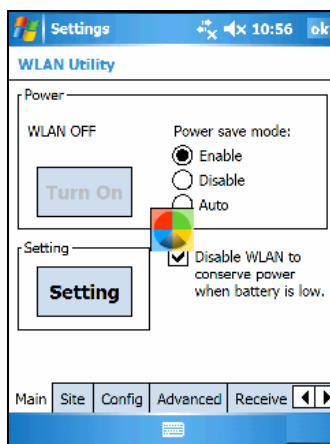 Settings 10:56 ok
WLAN Utility
Power
WLAN OFF
Power save mode:
Turn On
Enable
Disable
Auto
Setting
Setting
Disable WLAN to
conserve power
when battery is low.
Main Site Config Advanced Receive